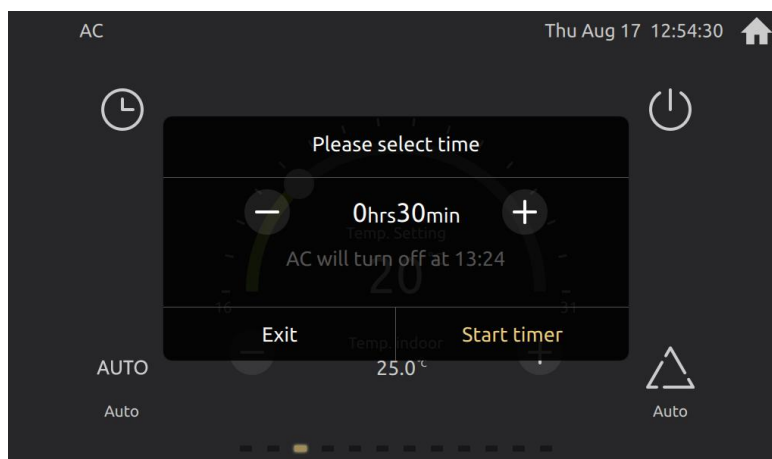 AC
Thu Aug 17 12:54:30
Please select time
0hrs30min
Temp. Setting
AC will turn off at 13:24
20
16
31
Exit
Start timer
Temp. Indoor
AUTO
25.0°C
Auto
Auto